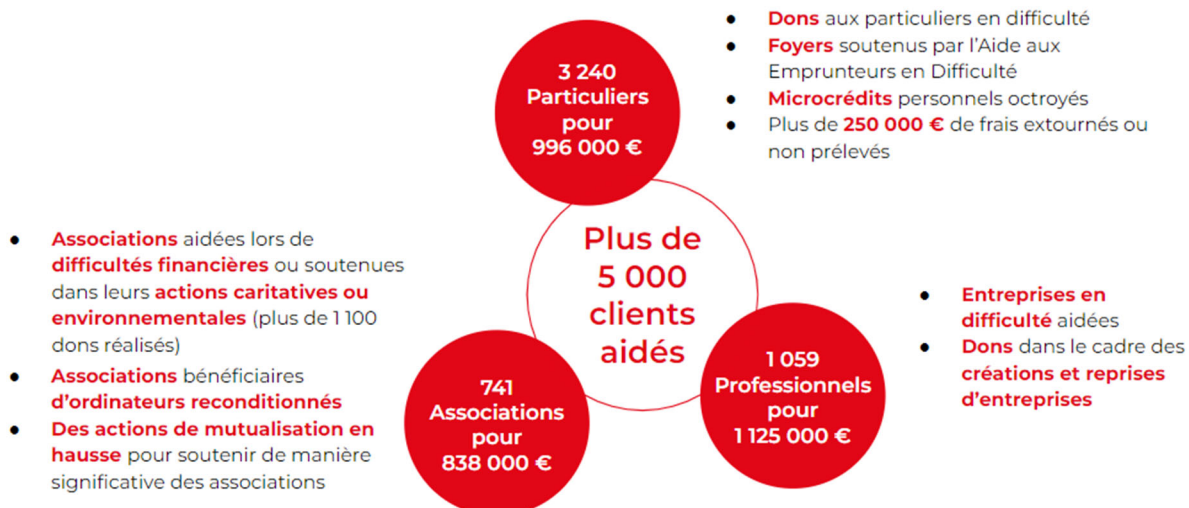 3 240
Particuliers
pour
996 000 €
● Dons aux particuliers en difficulté
● Foyers soutenus par l'Aide aux
Emprunteurs en Difficulté
● Microcrédits personnels octroyés
● Plus de 250 000 € de frais extournés ou
non prélevés
Plus de
5 000
clients
aidés
● Associations aidées lors de
difficultés financières ou soutenues
dans leurs actions caritatives ou
environnementales (plus de 1 100
dons réalisés)
● Associations bénéficiaires
d'ordinateurs reconditionnés
● Des actions de mutualisation en
hausse pour soutenir de manière
significative des associations
741
Associations
pour
838 000 €
1 059
Professionnels
pour
1 125 000 €
● Entreprises en
difficulté aidées
● Dons dans le cadre des
créations et reprises
d'entreprises